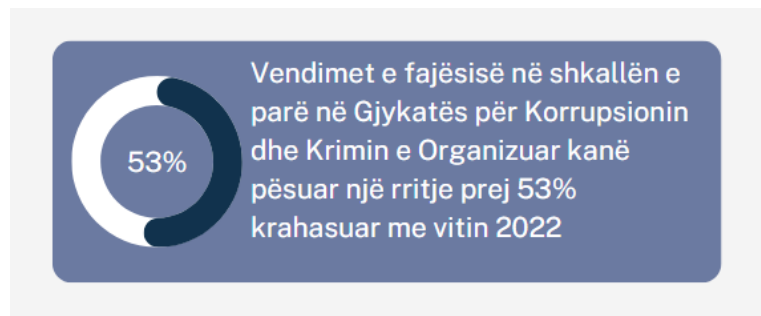 53%
Vendimet e fajësisë në shkallën e
parë në Gjykatës për Korrupsionin
dhe Krimin e Organizuar kanë
pësuar një rritje prej 53%
krahasuar me vitin 2022